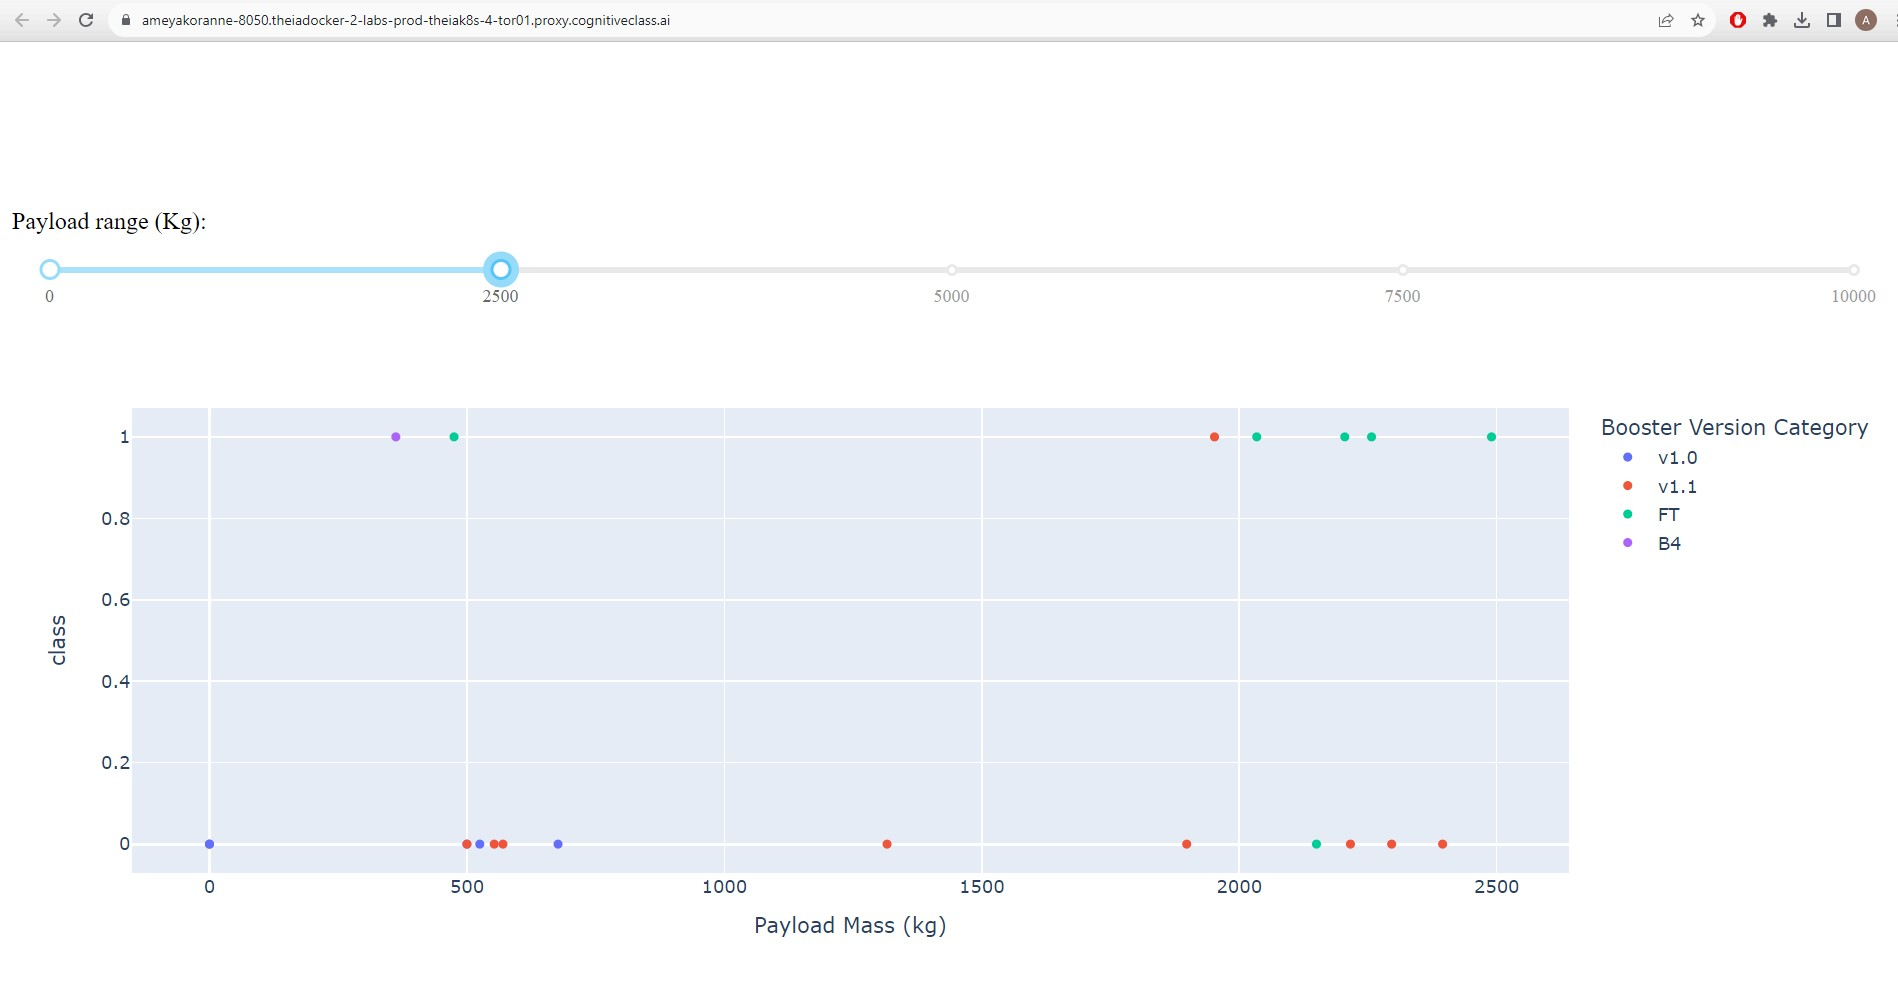 ameyakoranne-8050.theiadocker-2-labs-prod-theiak8s-4-tor01.proxy.cognitiveclass.ai
A
Payload range (Kg):
0 2500 5000 7500 10000
Booster Version Category
v1.0
v1.1
FT
B4
1
0.8
0.6
0.4
0.2
0
class
0 500 1000 1500 2000 2500
Payload Mass (kg)